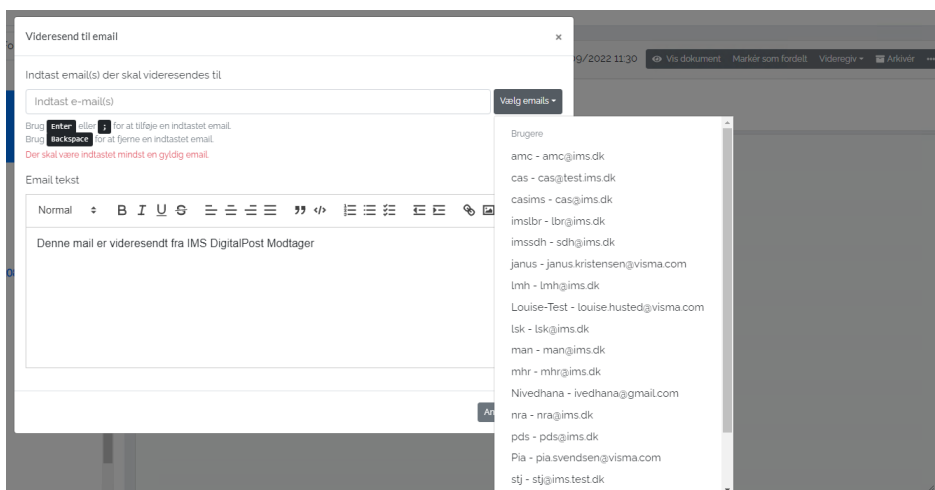 Videresend til email
×
09/2022 11:30
Vis dokument
Markér som fordelt
Videregiv
Arkivér
Indtast email(s) der skal videresendes til
Indtast e-mail(s)
Vælg emails
Brug Enter eller ; for at tilføje en indtastet email.
Brug Backspace for at fjerne en indtastet email.
Der skal være indtastet mindst en gyldig email.
Email tekst
Normal
Denne mail er videresendt fra IMS DigitalPost Modtager
Brugere
amc - amc@ims.dk
cas - cas@test.ims.dk
casims - cas@ims.dk
imslbr - lbr@ims.dk
imssdh - sdh@ims.dk
janus - janus.kristensen@visma.com
lmh - lmh@ims.dk
Louise-Test - louise.husted@visma.com
lsk - lsk@ims.dk
man - man@ims.dk
mhr - mhr@ims.dk
Nivedhana - ivedhana@gmail.com
nra - nra@ims.dk
pds - pds@ims.dk
Pia - pia.svendsen@visma.com
stj - stj@ims.test.dk